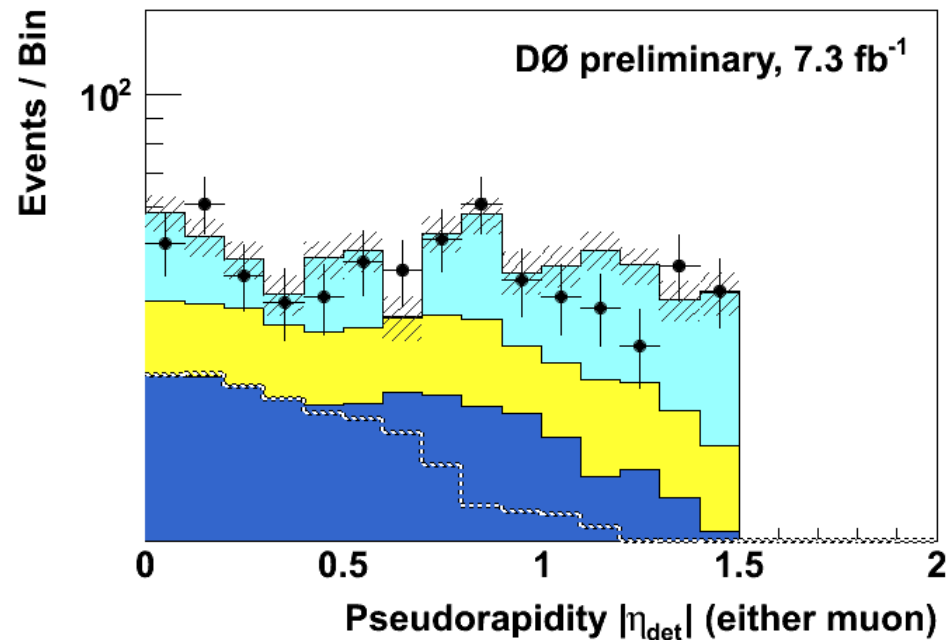 Events / Bin
DØ preliminary, 7.3 fb⁻¹
10²
0 0.5 1 1.5 2
Pseudorapidity |η_det| (either muon)